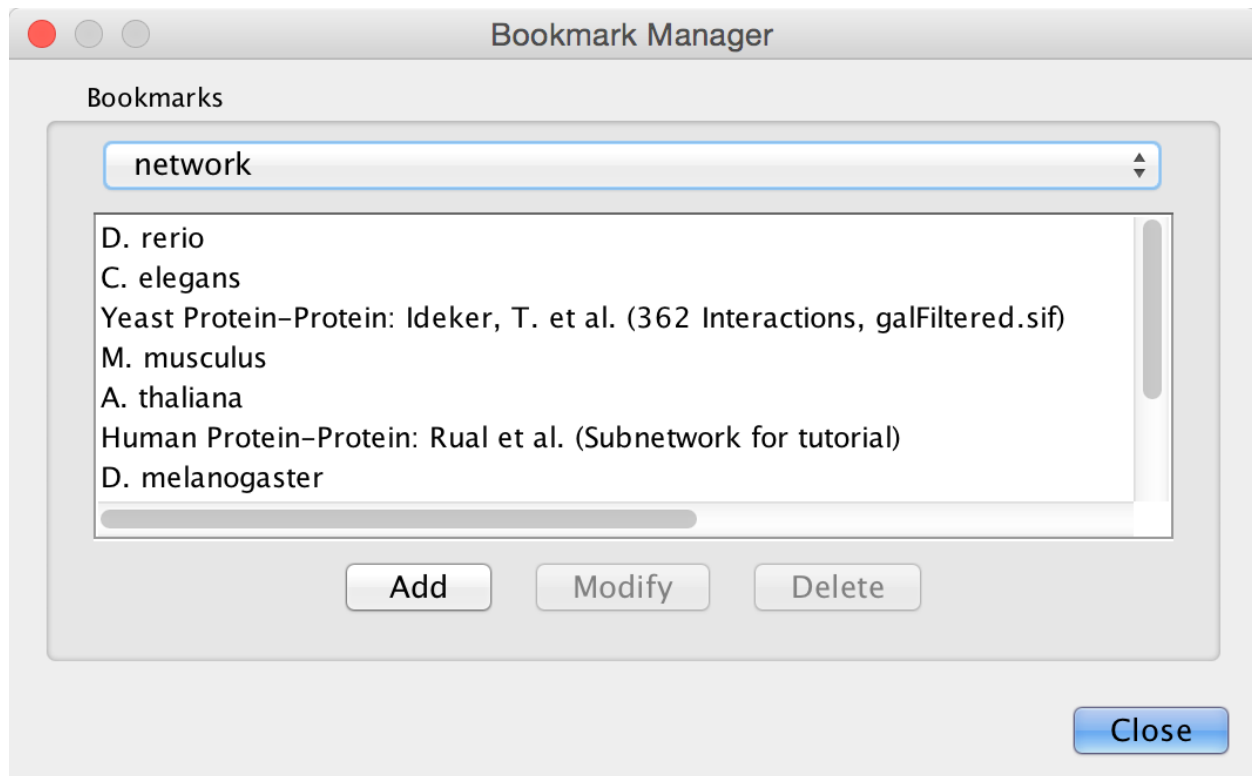 Bookmark Manager
Bookmarks
network
D. rerio
C. elegans
Yeast Protein–Protein: Ideker, T. et al. (362 Interactions, galFiltered.sif)
M. musculus
A. thaliana
Human Protein–Protein: Rual et al. (Subnetwork for tutorial)
D. melanogaster
Add Modify Delete
Close